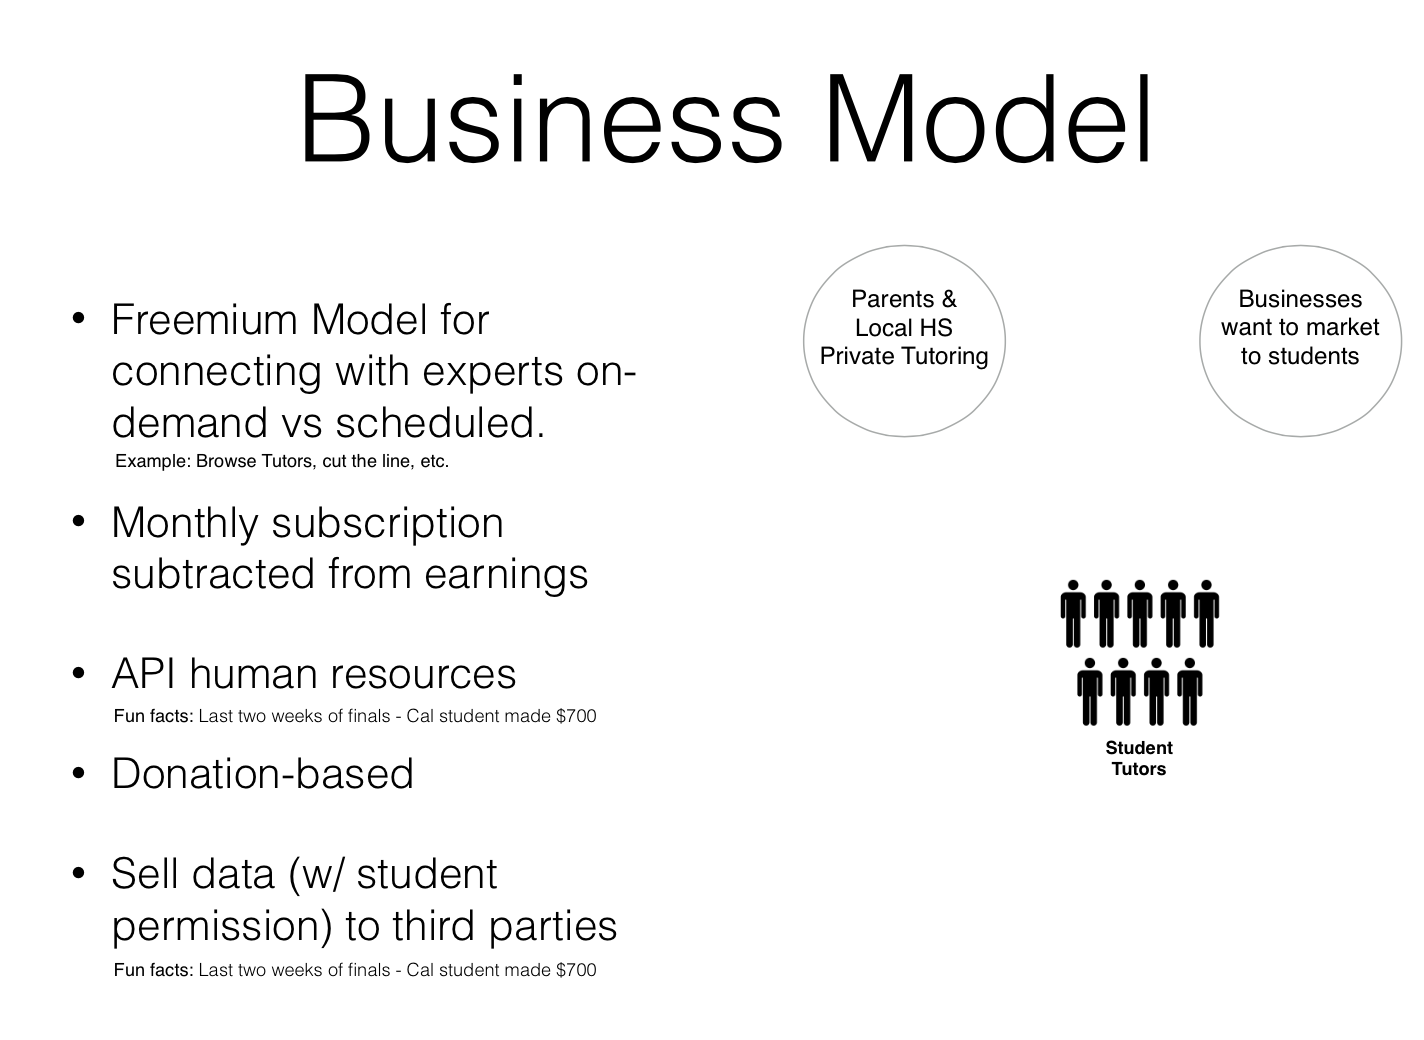 Business Model
• Freemium Model for
connecting with experts on-
demand vs scheduled.
Example: Browse Tutors, cut the line, etc.
• Monthly subscription
subtracted from earnings
• API human resources
Fun facts: Last two weeks of finals - Cal student made $700
• Donation-based
• Sell data (w/ student
permission) to third parties
Fun facts: Last two weeks of finals - Cal student made $700
Parents &
Local HS
Private Tutoring
Businesses
want to market
to students
Student
Tutors